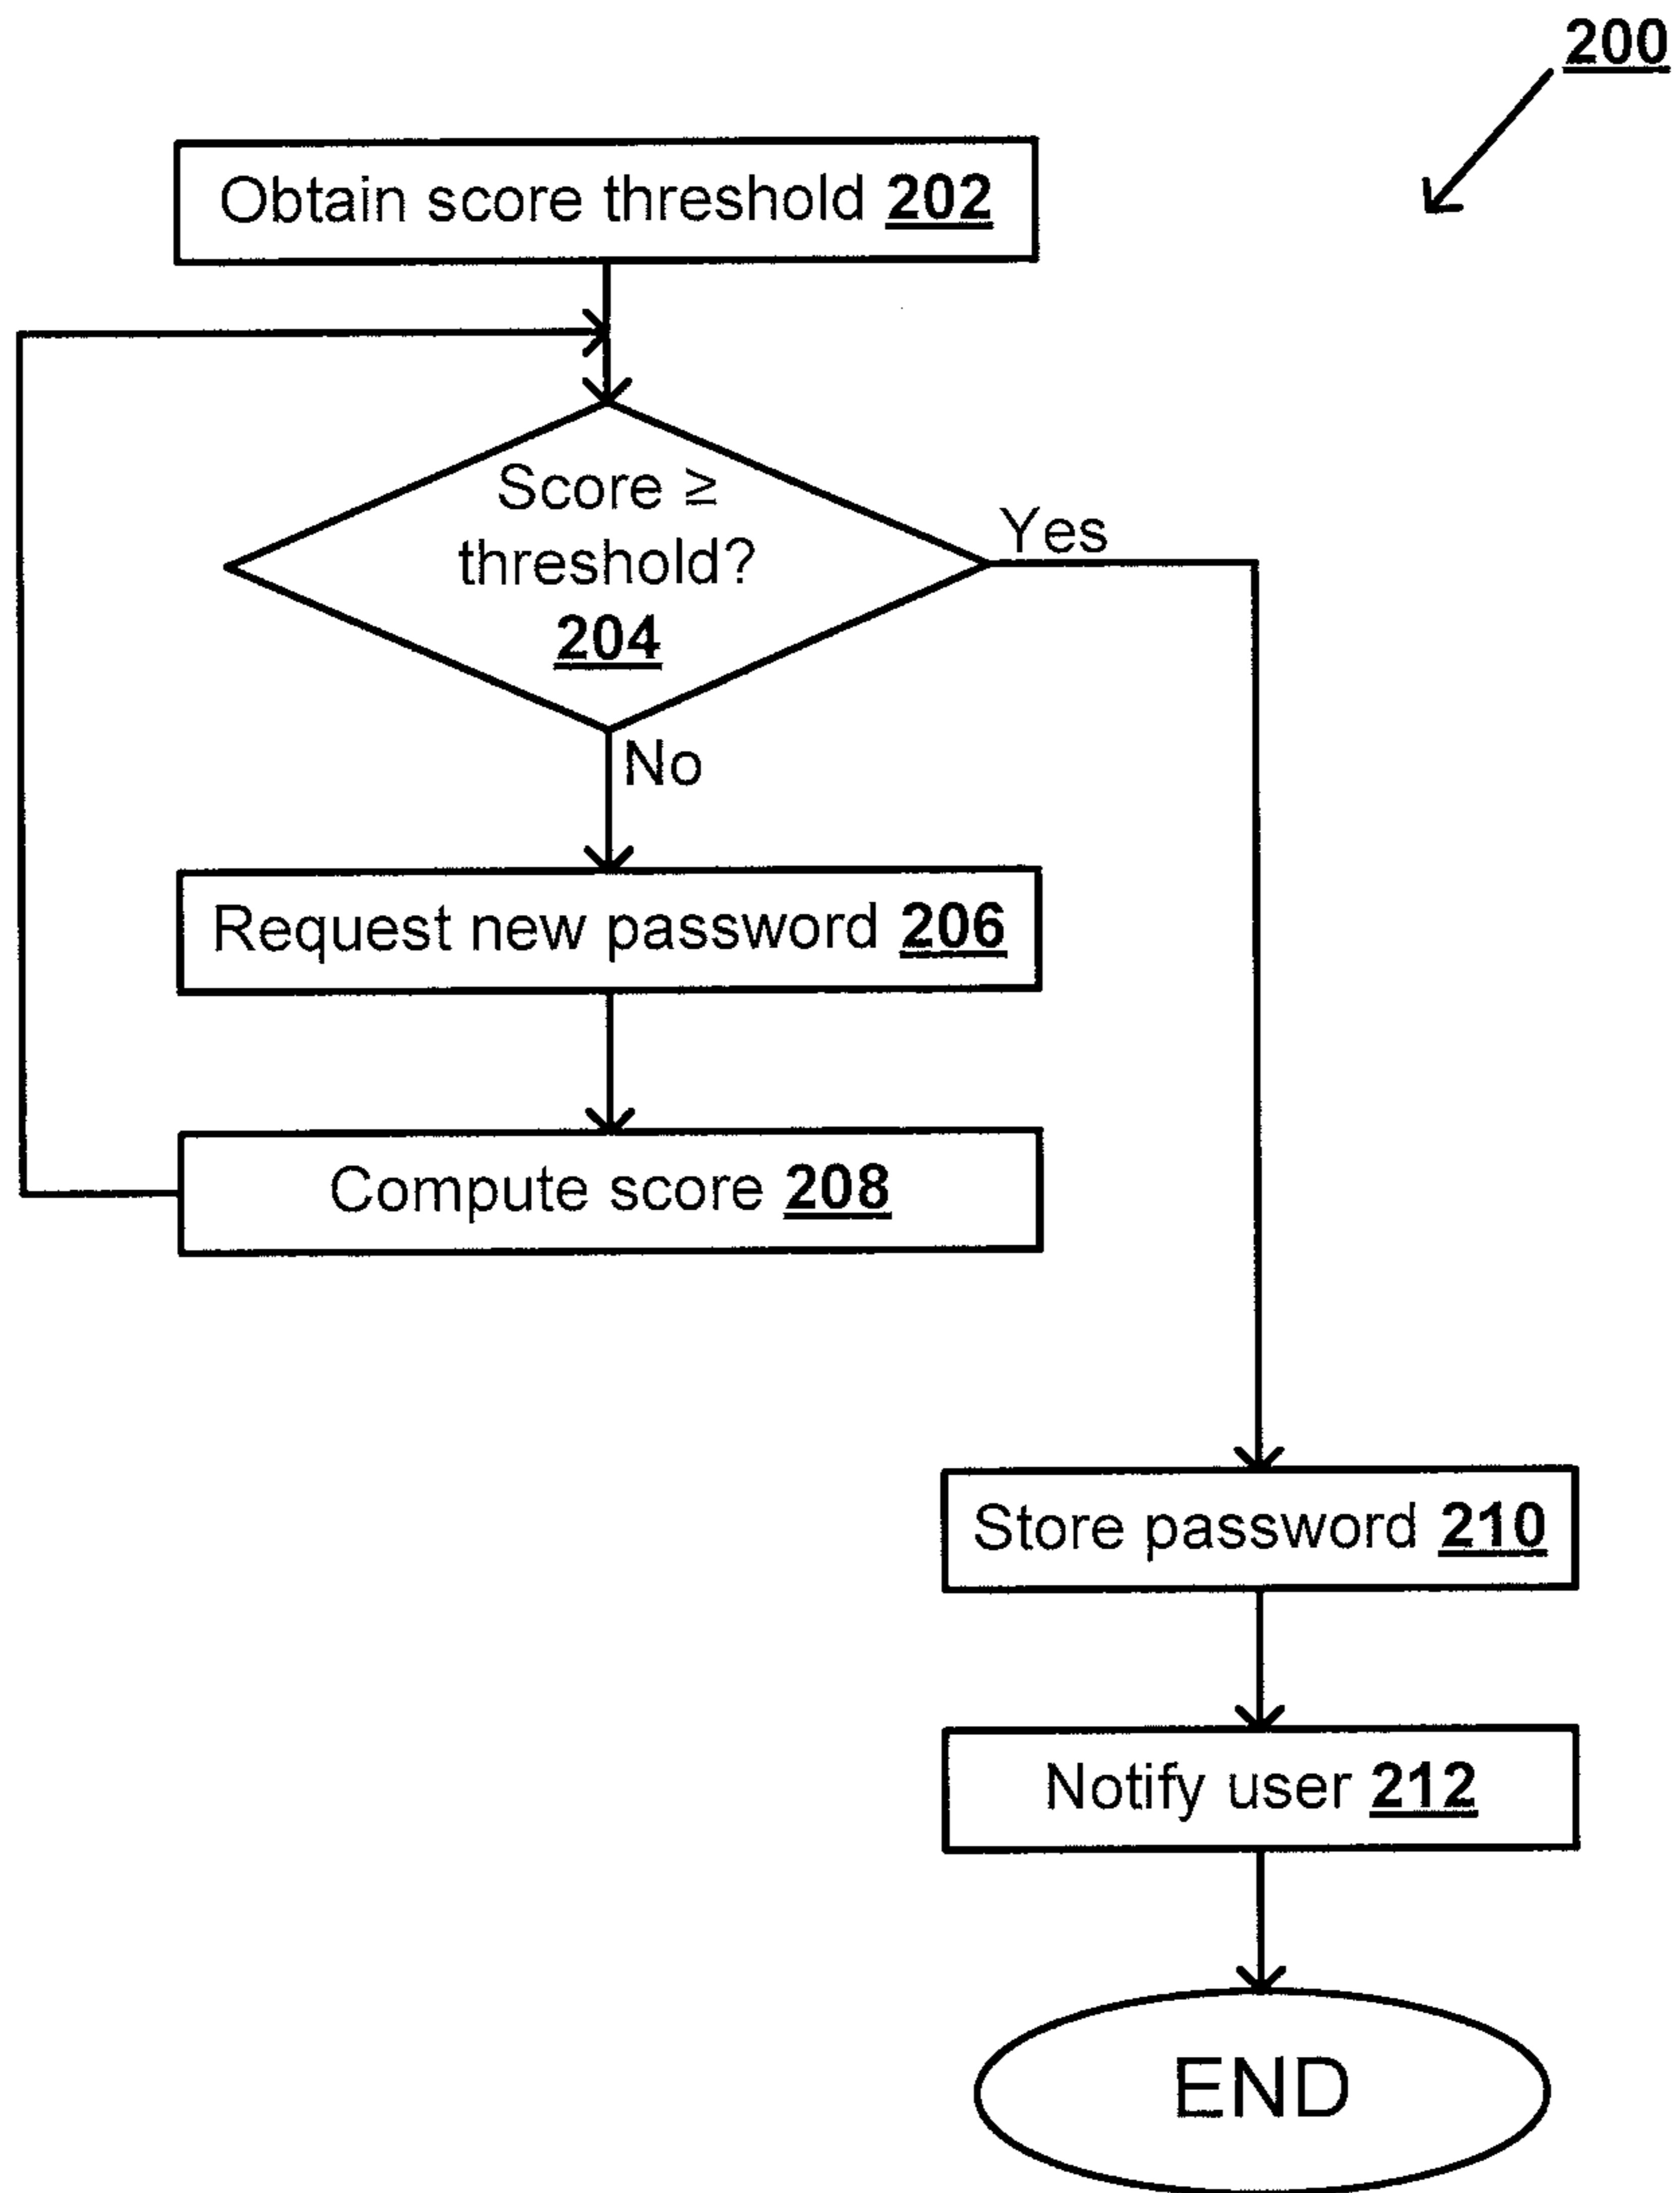 200
Obtain score threshold 202
Score ≥
threshold?
204
Yes
No
Request new password 206
Compute score 208
Store password 210
Notify user 212
END